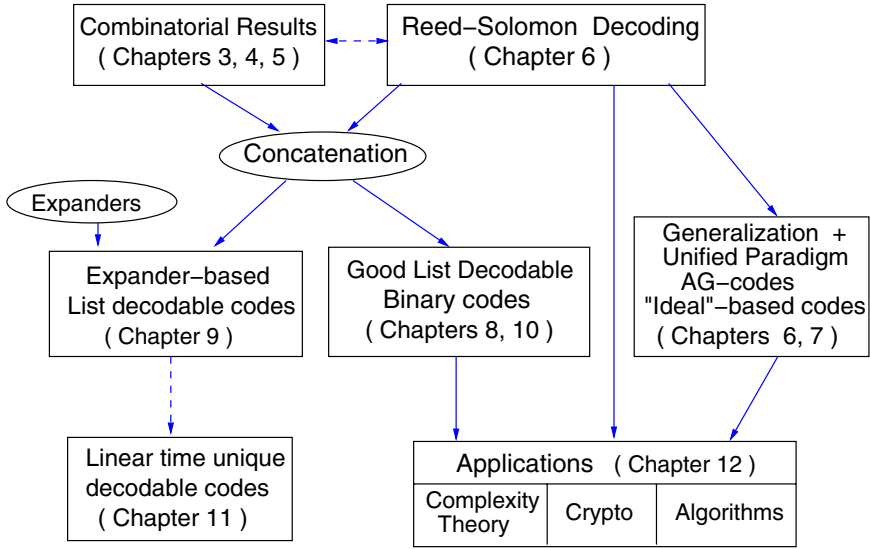 Combinatorial Results
( Chapters 3, 4, 5 )
Reed–Solomon Decoding
( Chapter 6 )
Concatenation
Expanders
Expander–based
List decodable codes
( Chapter 9 )
Good List Decodable
Binary codes
( Chapters 8, 10 )
Generalization +
Unified Paradigm
AG–codes
"Ideal"–based codes
( Chapters 6, 7 )
Linear time unique
decodable codes
( Chapter 11 )
Applications ( Chapter 12 )
Complexity
Theory
Crypto
Algorithms